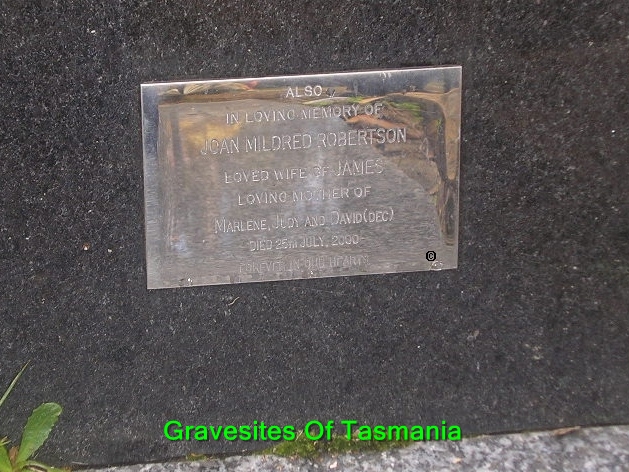 ALSO
IN LOVING MEMORY OF
JOAN MILDRED ROBERTSON
LOVED WIFE OF JAMES
LOVING MOTHER OF
MARLENE, JUDY AND DAVID (DEC)
DIED 25TH JULY, 2000
FOREVER IN OUR HEARTS
©
Gravesites Of Tasmania